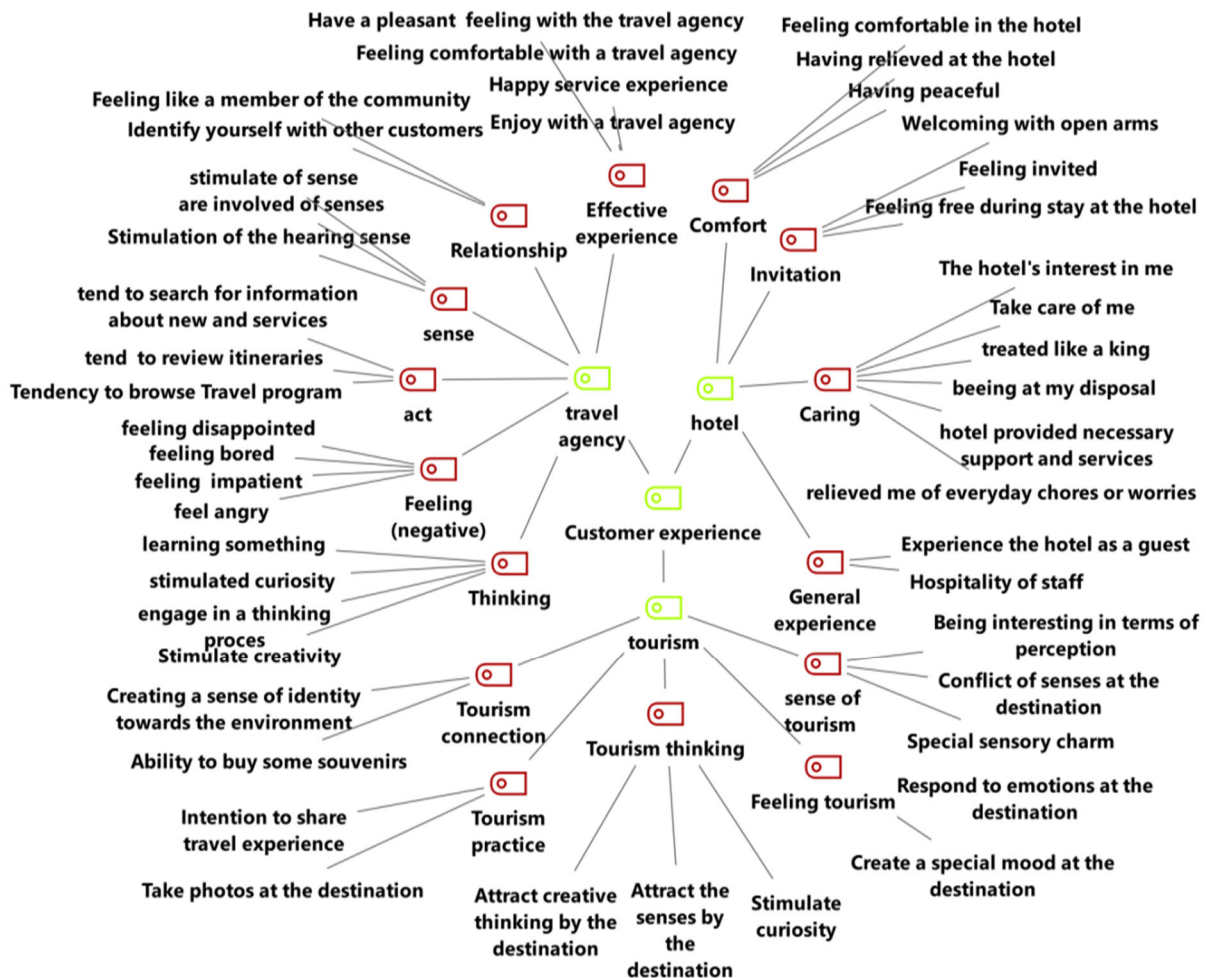 Have a pleasant feeling with the travel agency
Feeling comfortable with a travel agency
Happy service experience
Enjoy with a travel agency
Effective
experience
Feeling like a member of the community
Identify yourself with other customers
Relationship
stimulate of sense
are involved of senses
Stimulation of the hearing sense
sense
tend to search for information
about new and services
tend to review itineraries
Tendency to browse Travel program
act
feeling disappointed
feeling bored
feeling impatient
feel angry
Feeling
(negative)
learning something
stimulated curiosity
engage in a thinking
proces
Stimulate creativity
Thinking
travel
agency
Feeling comfortable in the hotel
Having relieved at the hotel
Having peaceful
Comfort
Welcoming with open arms
Feeling invited
Feeling free during stay at the hotel
Invitation
The hotel's interest in me
Take care of me
treated like a king
beeing at my disposal
hotel provided necessary
support and services
relieved me of everyday chores or worries
Caring
hotel
Experience the hotel as a guest
Hospitality of staff
General
experience
Customer experience
tourism
Creating a sense of identity
towards the environment
Ability to buy some souvenirs
Tourism
connection
Intention to share
travel experience
Take photos at the destination
Tourism
practice
Tourism thinking
Attract creative
thinking by the
destination
Attract the
senses by
the
destination
Stimulate
curiosity
Being interesting in terms of
perception
Conflict of senses at the
destination
Special sensory charm
sense of
tourism
Feeling tourism
Respond to emotions at the
destination
Create a special mood at the
destination